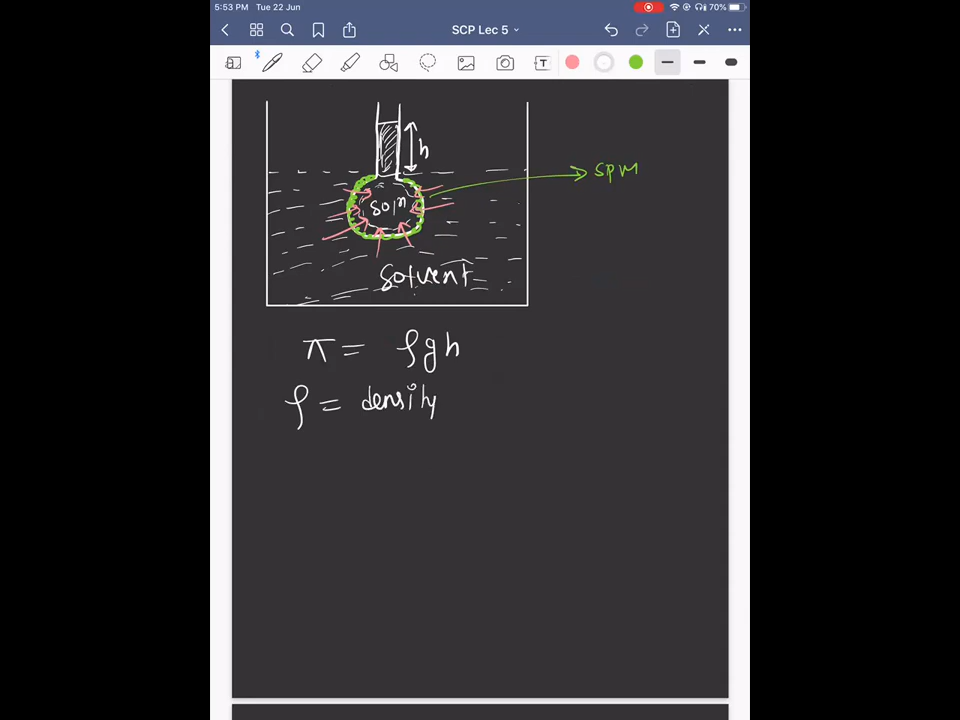 5:53 PM Tue 22 Jun
70%
SCP Lec 5
T
h
SPM
solⁿ
solvent
π = ρgh
ρ = density